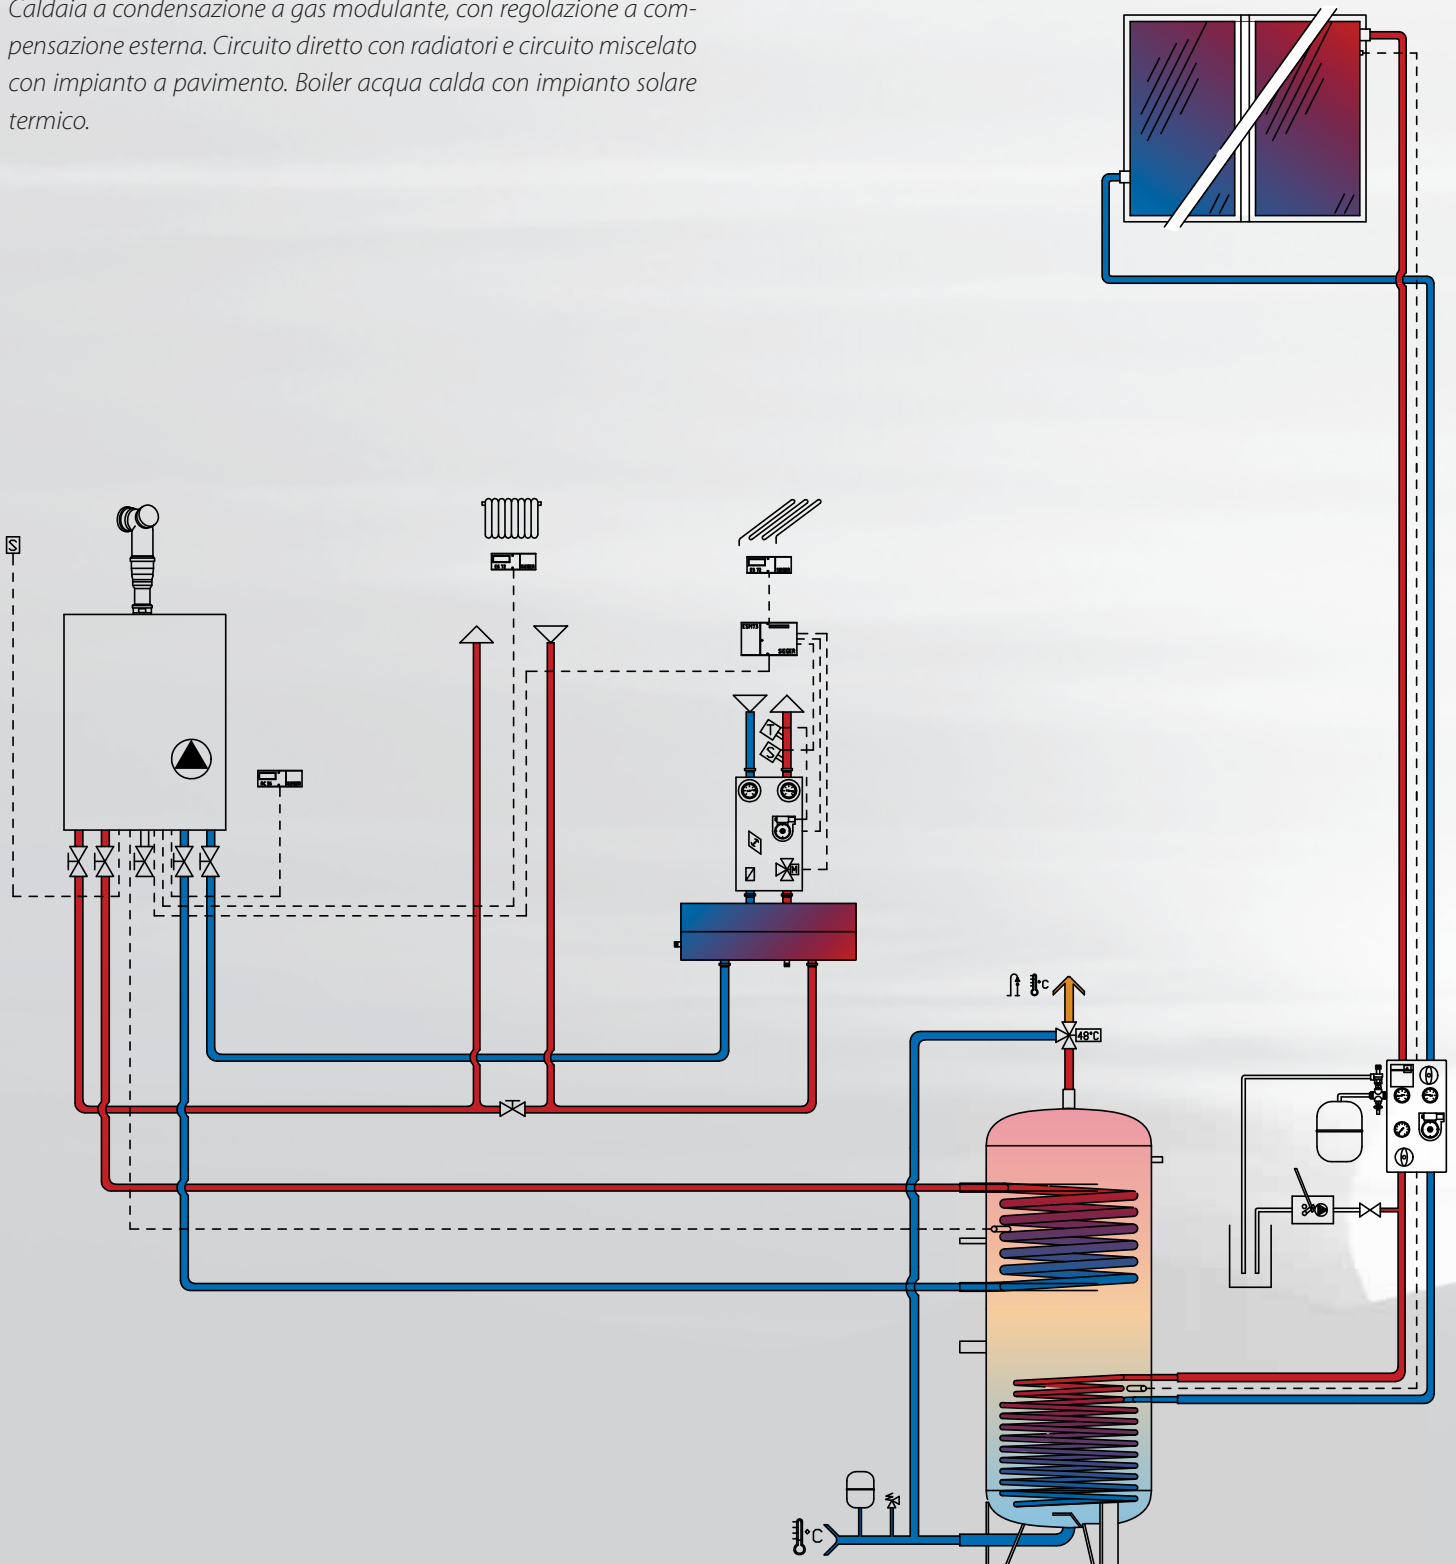 Caldaia a condensazione a gas modulante, con regolazione a com-
pensazione esterna. Circuito diretto con radiatori e circuito miscelato
con impianto a pavimento. Boiler acqua calda con impianto solare
termico.
S
SIEGER
T
S
M
°C
48°C
°C